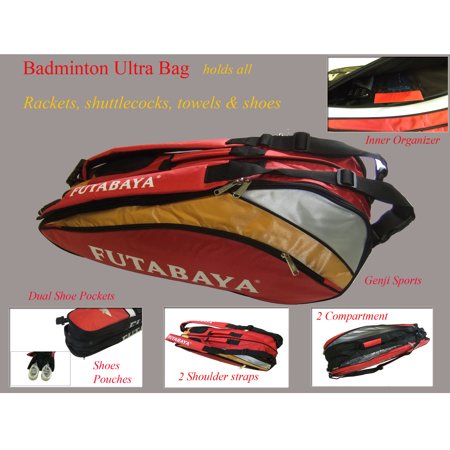 Badminton Ultra Bag holds all
Rackets, shuttlecocks, towels & shoes
Inner Organizer
FUTABAYA®
FUTABAYA®
Genji Sports
Dual Shoe Pockets
Shoes
Pouches
FUTABAYA
2 Shoulder straps
2 Compartment